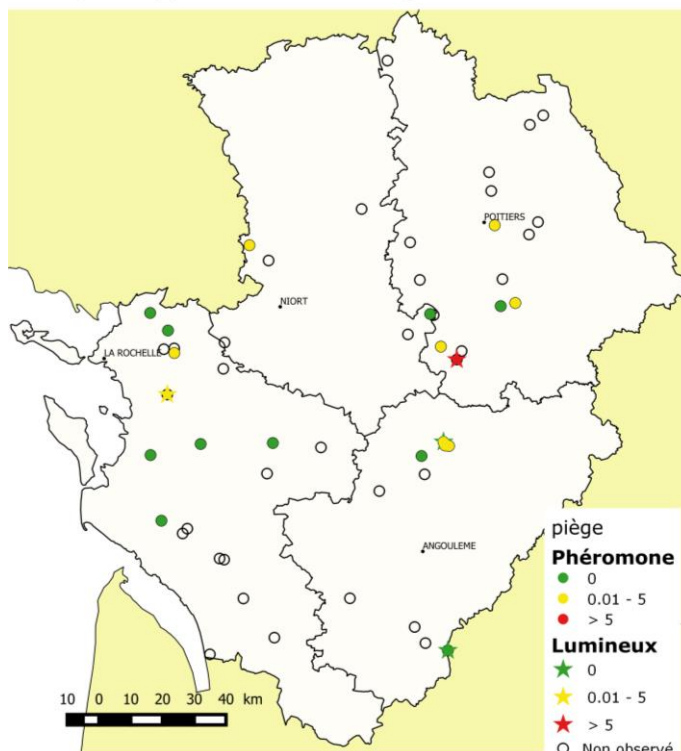 POITIERS
NIORT
LA ROCHELLE
ANGOULEME
piège
Phéromone
0
0.01 - 5
> 5
Lumineux
0
0.01 - 5
> 5
Non observé
10 0 10 20 30 40 km